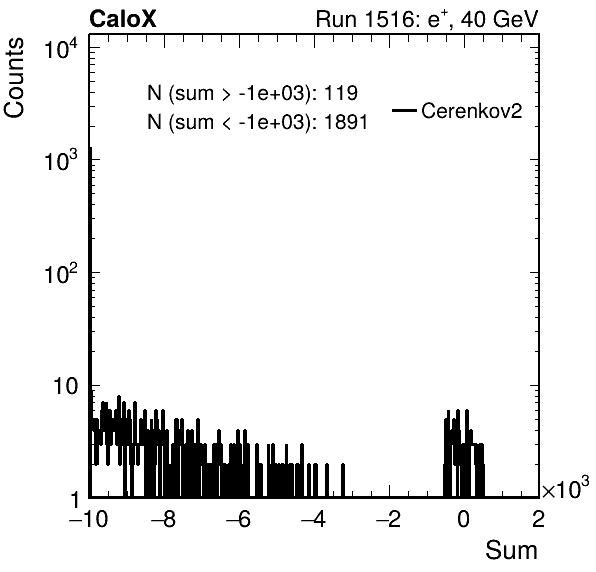 CaloX Run 1516: e⁺, 40 GeV
Counts
N (sum > -1e+03): 119
N (sum < -1e+03): 1891
Cerenkov2
10⁴
10³
10²
10
1
−10 −8 −6 −4 −2 0 2
×10³
Sum